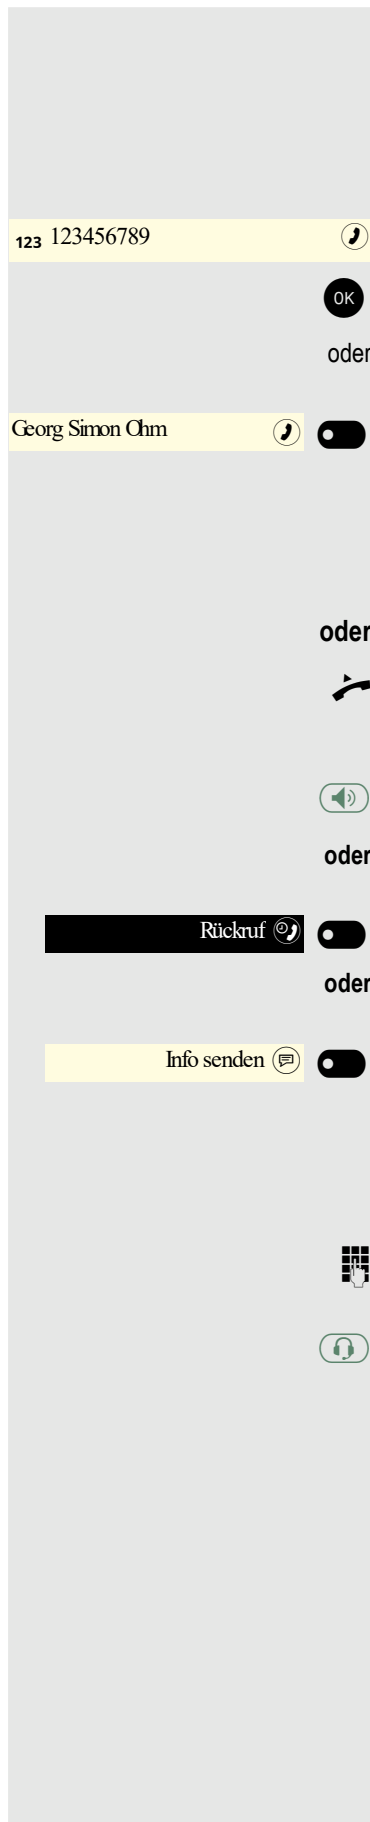 123 123456789
OK
oder
Georg Simon Ohm
oder
oder
Rückruf
oder
Info senden